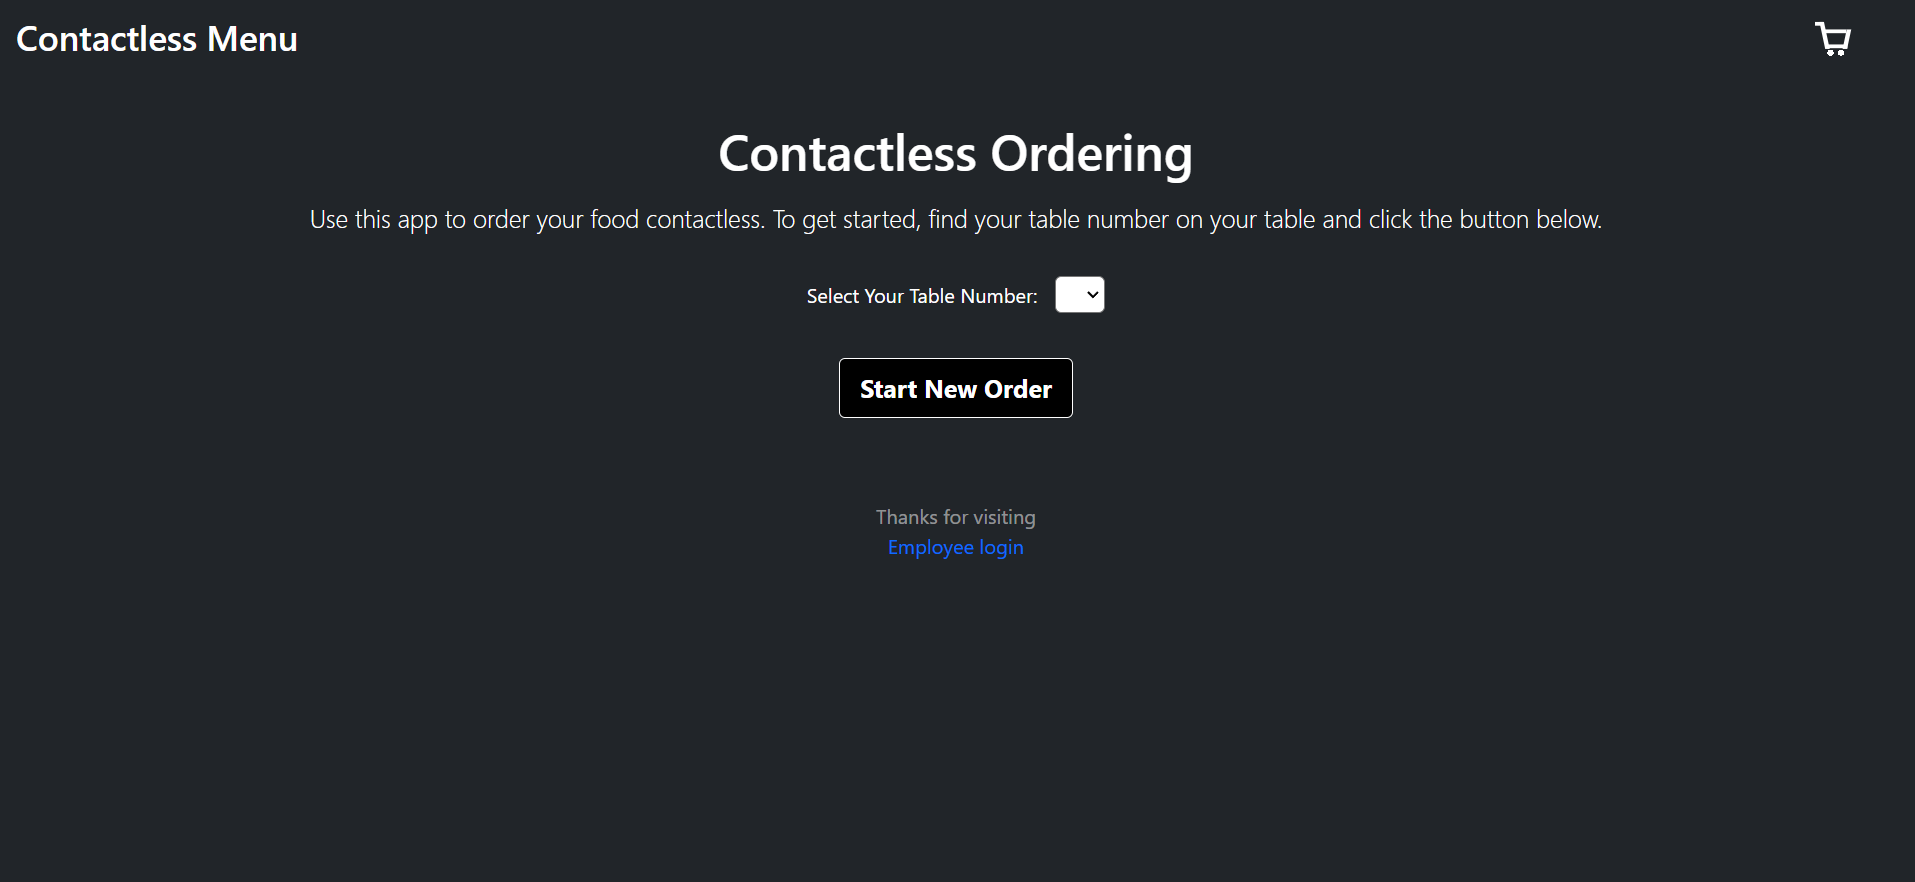 Contactless Menu
Contactless Ordering
Use this app to order your food contactless. To get started, find your table number on your table and click the button below.
Select Your Table Number:
Start New Order
Thanks for visiting
Employee login